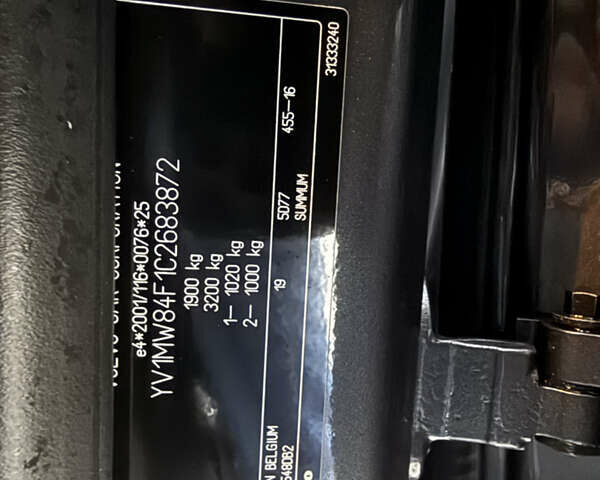 VOLVO CAR CORPORATION
e4*2001/116*0076*25
YV1MW84F1C2683872
1900 kg
3200 kg
1— 1020 kg
2— 1000 kg
19 5D77 455—16
SUMMUM
N BELGIUM
548DB2
31333240